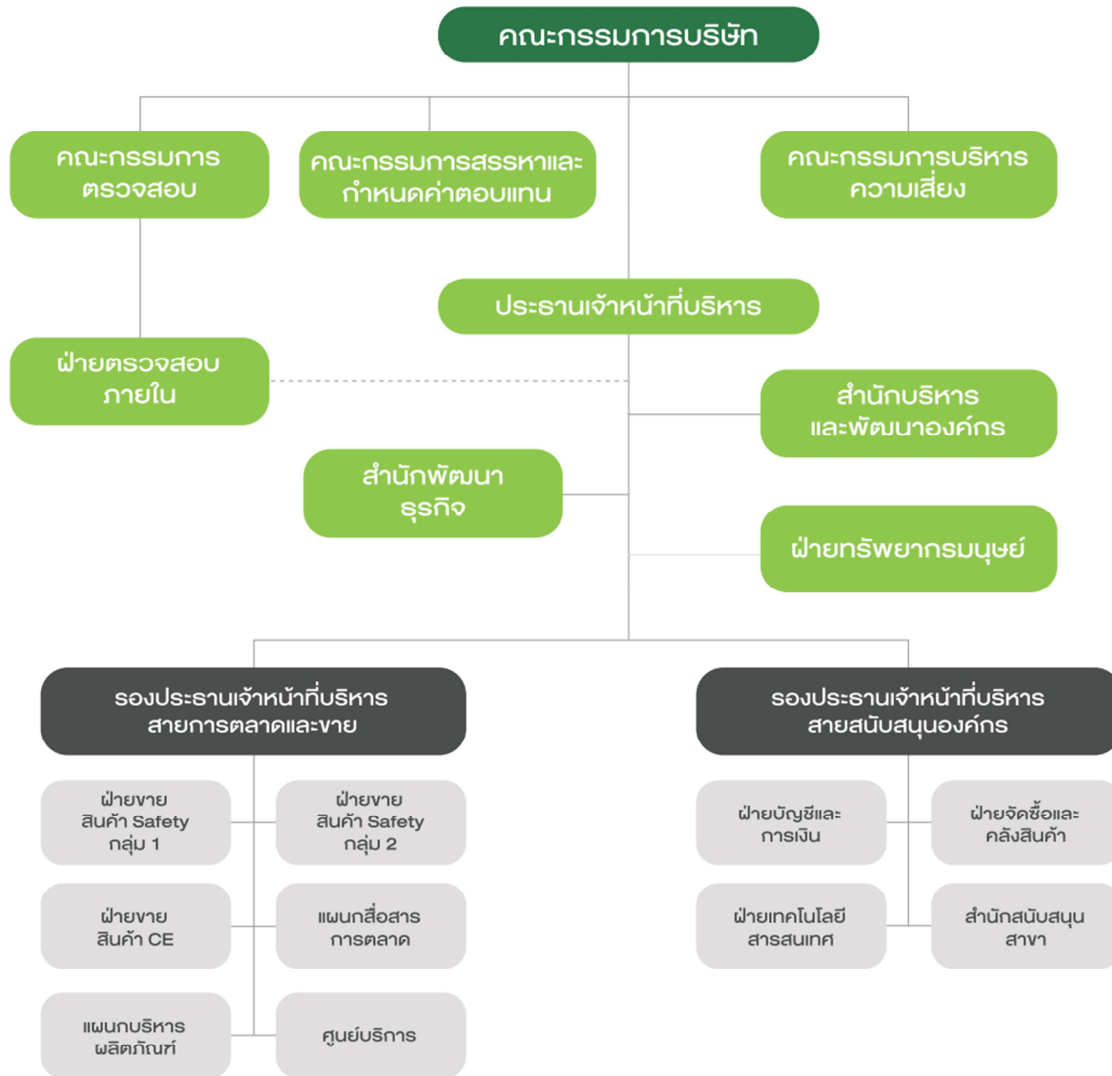 คณะกรรมการบริษัท
คณะกรรมการ
ตรวจสอบ
คณะกรรมการสรรหาและ
กำหนดค่าตอบแทน
คณะกรรมการบริหาร
ความเสี่ยง
ประธานเจ้าหน้าที่บริหาร
ฝ่ายตรวจสอบ
ภายใน
สำนักบริหาร
และพัฒนาองค์กร
สำนักพัฒนา
ธุรกิจ
ฝ่ายทรัพยากรมนุษย์
รองประธานเจ้าหน้าที่บริหาร
สายการตลาดและขาย
รองประธานเจ้าหน้าที่บริหาร
สายสนับสนุนองค์กร
ฝ่ายขาย
สินค้า Safety
กลุ่ม 1
ฝ่ายขาย
สินค้า Safety
กลุ่ม 2
ฝ่ายบัญชีและ
การเงิน
ฝ่ายจัดซื้อและ
คลังสินค้า
ฝ่ายขาย
สินค้า CE
แผนกสื่อสาร
การตลาด
ฝ่ายเทคโนโลยี
สารสนเทศ
สำนักสนับสนุน
สาขา
แผนกบริหาร
ผลิตภัณฑ์
ศูนย์บริการ